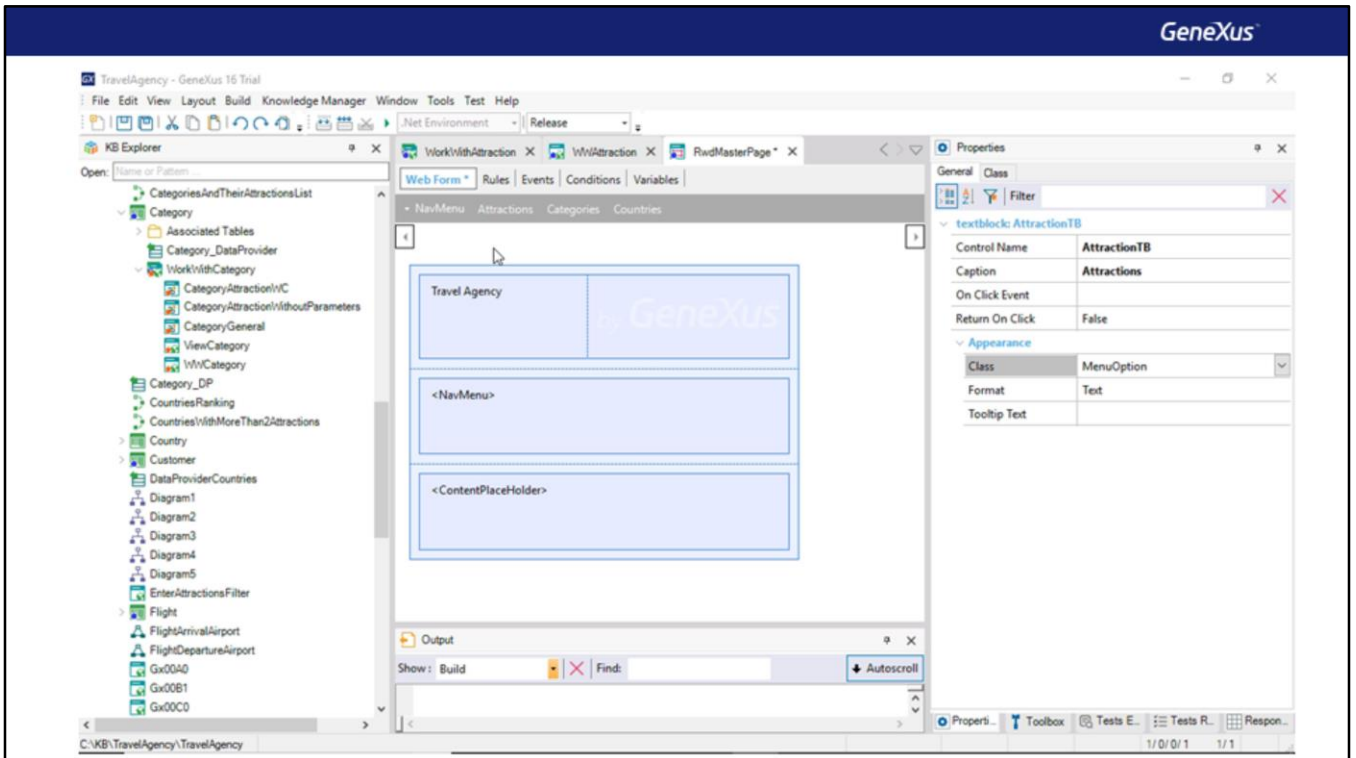 GeneXus™
GX TravelAgency - GeneXus 16 Trial
File Edit View Layout Build Knowledge Manager Window Tools Test Help
.Net Environment Release
KB Explorer
Open: Name or Pattern ...
CategoriesAndTheirAttractionsList
Category
Associated Tables
Category_DataProvider
WorkWithCategory
CategoryAttractionWC
CategoryAttractionWithoutParameters
CategoryGeneral
ViewCategory
WWCategory
Category_DP
CountriesRanking
CountriesWithMoreThan2Attractions
Country
Customer
DataProviderCountries
Diagram1
Diagram2
Diagram3
Diagram4
Diagram5
EnterAttractionsFilter
Flight
FlightArrivalAirport
FlightDepartureAirport
Gx00A0
Gx00B1
Gx00C0
C:\KB\TravelAgency\TravelAgency
WorkWithAttraction X WWAttraction X RwdMasterPage * X
Web Form * Rules Events Conditions Variables
NavMenu Attractions Categories Countries
Travel Agency
by GeneXus
<NavMenu>
<ContentPlaceHolder>
Output
Show: Build Find: Autoscroll
Properties
General Class
Filter
textblock: AttractionTB
Control Name AttractionTB
Caption Attractions
On Click Event
Return On Click False
Appearance
Class MenuOption
Format Text
Tooltip Text
Properti... Toolbox Tests E... Tests R... Respon...
1/0/0/1 1/1